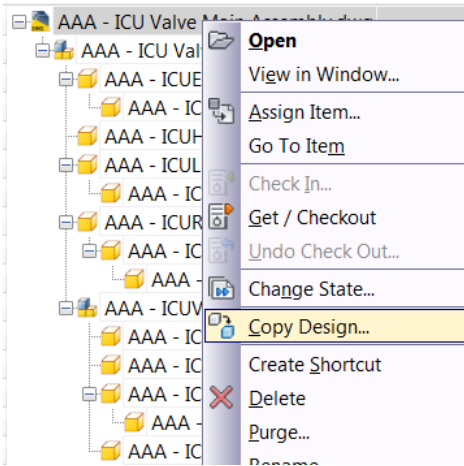 AAA - ICU Valve Main Assembly.dwg
Open
AAA - ICU Val
View in Window...
AAA - ICUE
AAA - IC
Assign Item...
AAA - ICUH
Go To Item
AAA - ICUL
Check In...
AAA - IC
AAA - ICUR
Get / Checkout
AAA - IC
Undo Check Out...
AAA -
Change State...
AAA - ICUV
AAA - IC
Copy Design...
AAA - IC
Create Shortcut
AAA - IC
Delete
AAA -
Purge...
AAA - IC
Rename